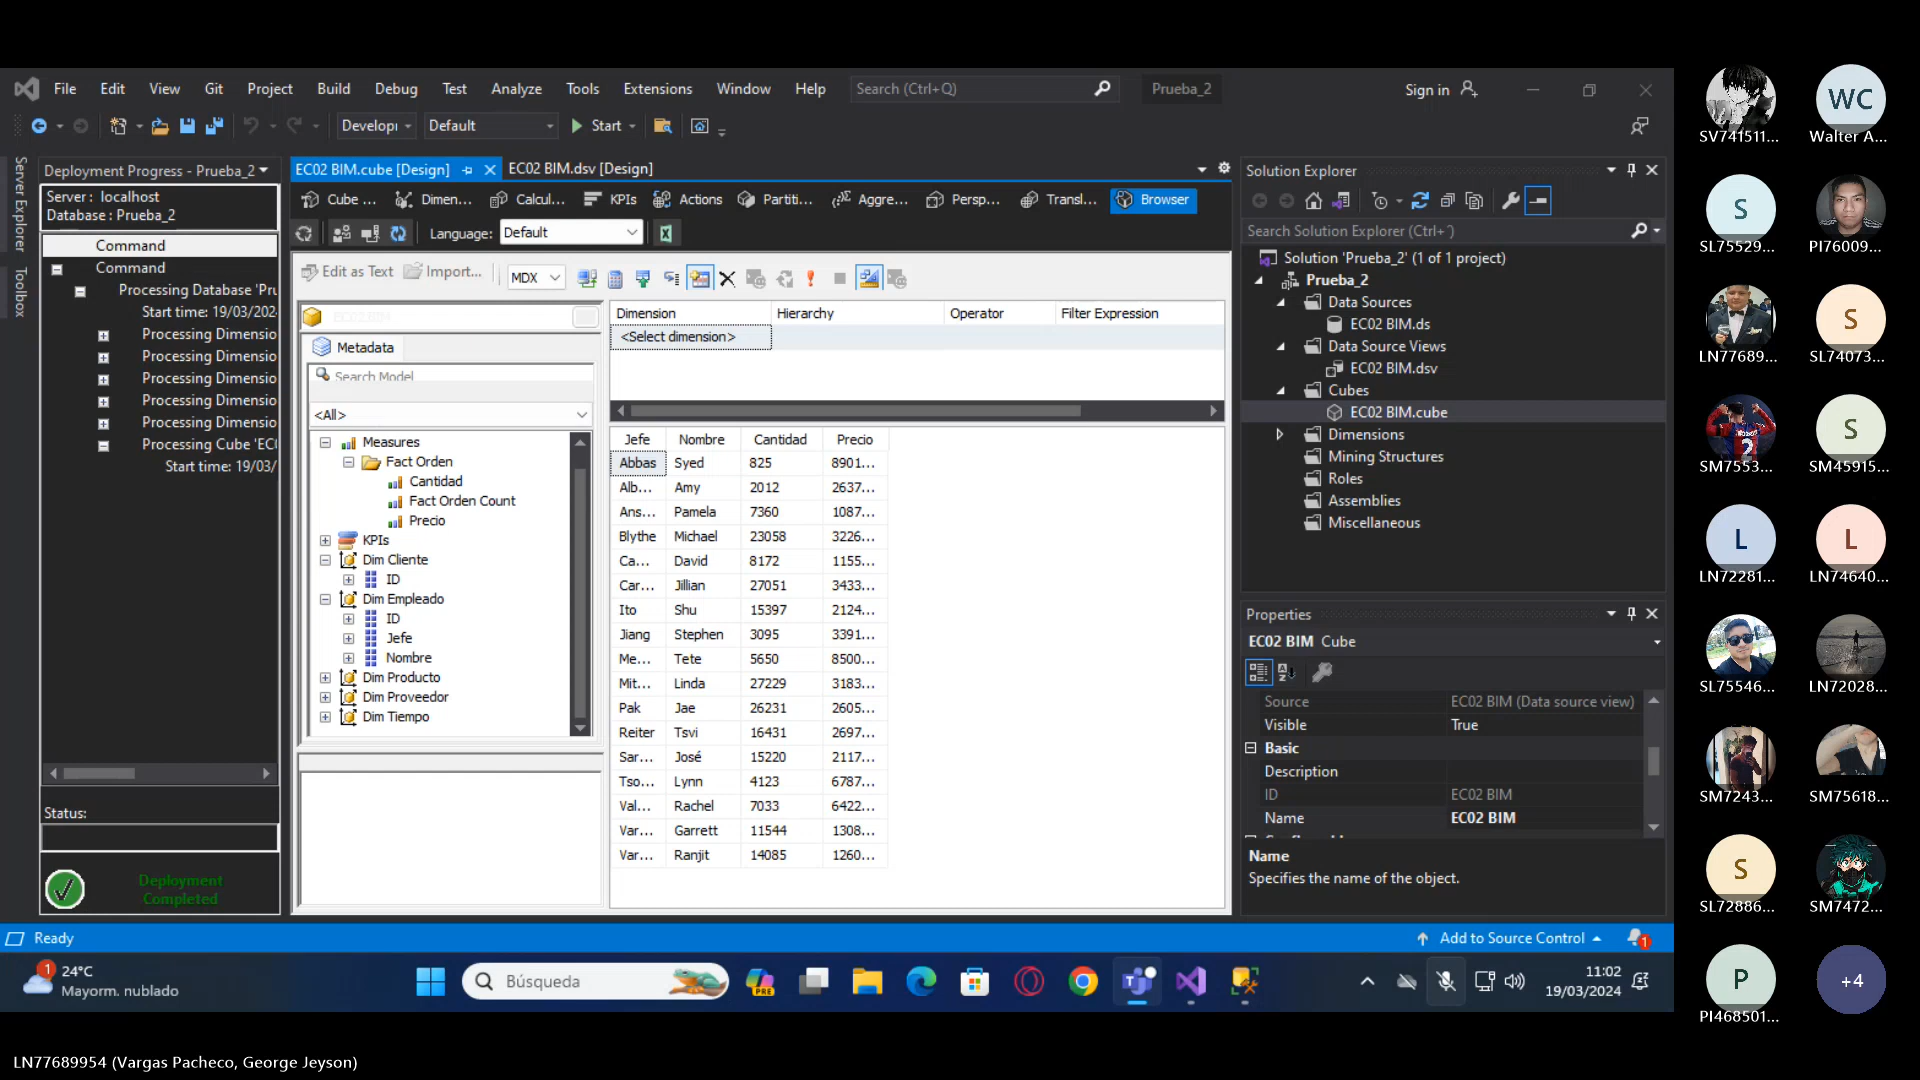 File Edit View Git Project Build Debug Test Analyze Tools Extensions Window Help Search (Ctrl+Q) Prueba_2 Sign in
Developi Default Start
Server Explorer
Toolbox
Deployment Progress - Prueba_2
Server : localhost
Database : Prueba_2
Command
Command
Processing Database 'Pru
Start time: 19/03/202
Processing Dimensio
Processing Dimensio
Processing Dimensio
Processing Dimensio
Processing Dimensio
Processing Cube 'EC
Start time: 19/03/
Status:
Deployment
Completed
EC02 BIM.cube [Design] EC02 BIM.dsv [Design]
Cube ... Dimen... Calcul... KPIs Actions Partiti... Aggre... Persp... Transl... Browser
Language: Default
Edit as Text Import... MDX
Metadata
Search Model
<All>
Measures
Fact Orden
Cantidad
Fact Orden Count
Precio
KPIs
Dim Cliente
ID
Dim Empleado
ID
Jefe
Nombre
Dim Producto
Dim Proveedor
Dim Tiempo
Dimension Hierarchy Operator Filter Expression
<Select dimension>
Jefe Nombre Cantidad Precio
Abbas Syed 825 8901...
Alb... Amy 2012 2637...
Ans... Pamela 7360 1087...
Blythe Michael 23058 3226...
Ca... David 8172 1155...
Car... Jillian 27051 3433...
Ito Shu 15397 2124...
Jiang Stephen 3095 3391...
Me... Tete 5650 8500...
Mit... Linda 27229 3183...
Pak Jae 26231 2605...
Reiter Tsvi 16431 2697...
Sar... José 15220 2117...
Tso... Lynn 4123 6787...
Val... Rachel 7033 6422...
Var... Garrett 11544 1308...
Var... Ranjit 14085 1260...
Solution Explorer
Search Solution Explorer (Ctrl+´)
Solution 'Prueba_2' (1 of 1 project)
Prueba_2
Data Sources
EC02 BIM.ds
Data Source Views
EC02 BIM.dsv
Cubes
EC02 BIM.cube
Dimensions
Mining Structures
Roles
Assemblies
Miscellaneous
Properties
EC02 BIM Cube
Source EC02 BIM (Data source view)
Visible True
Basic
Description
ID EC02 BIM
Name EC02 BIM
Name
Specifies the name of the object.
Ready Add to Source Control 1
1 24°C
Mayorm. nublado
Búsqueda
PRE
11:02
19/03/2024
WC
SV741511... Walter A...
S
SL75529... PI76009...
S
LN77689... SL74073...
S
SM7553... SM45915...
L L
LN72281... LN74640...
SL75546... LN72028...
SM7243... SM75618...
S
SL72886... SM7472...
P +4
PI468501...
LN77689954 (Vargas Pacheco, George Jeyson)